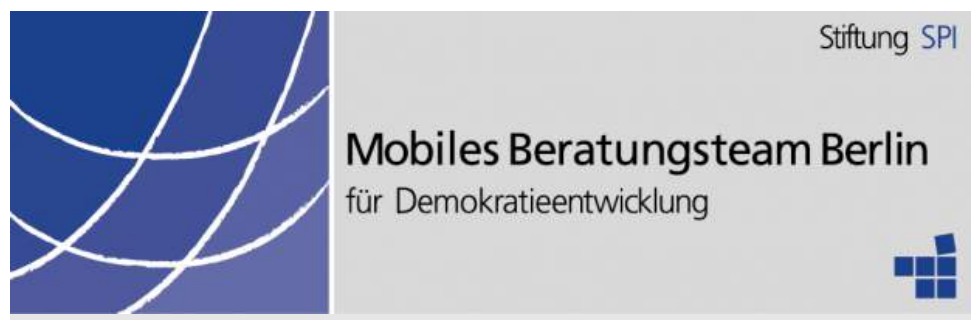 Stiftung SPI
Mobiles Beratungsteam Berlin
für Demokratieentwicklung